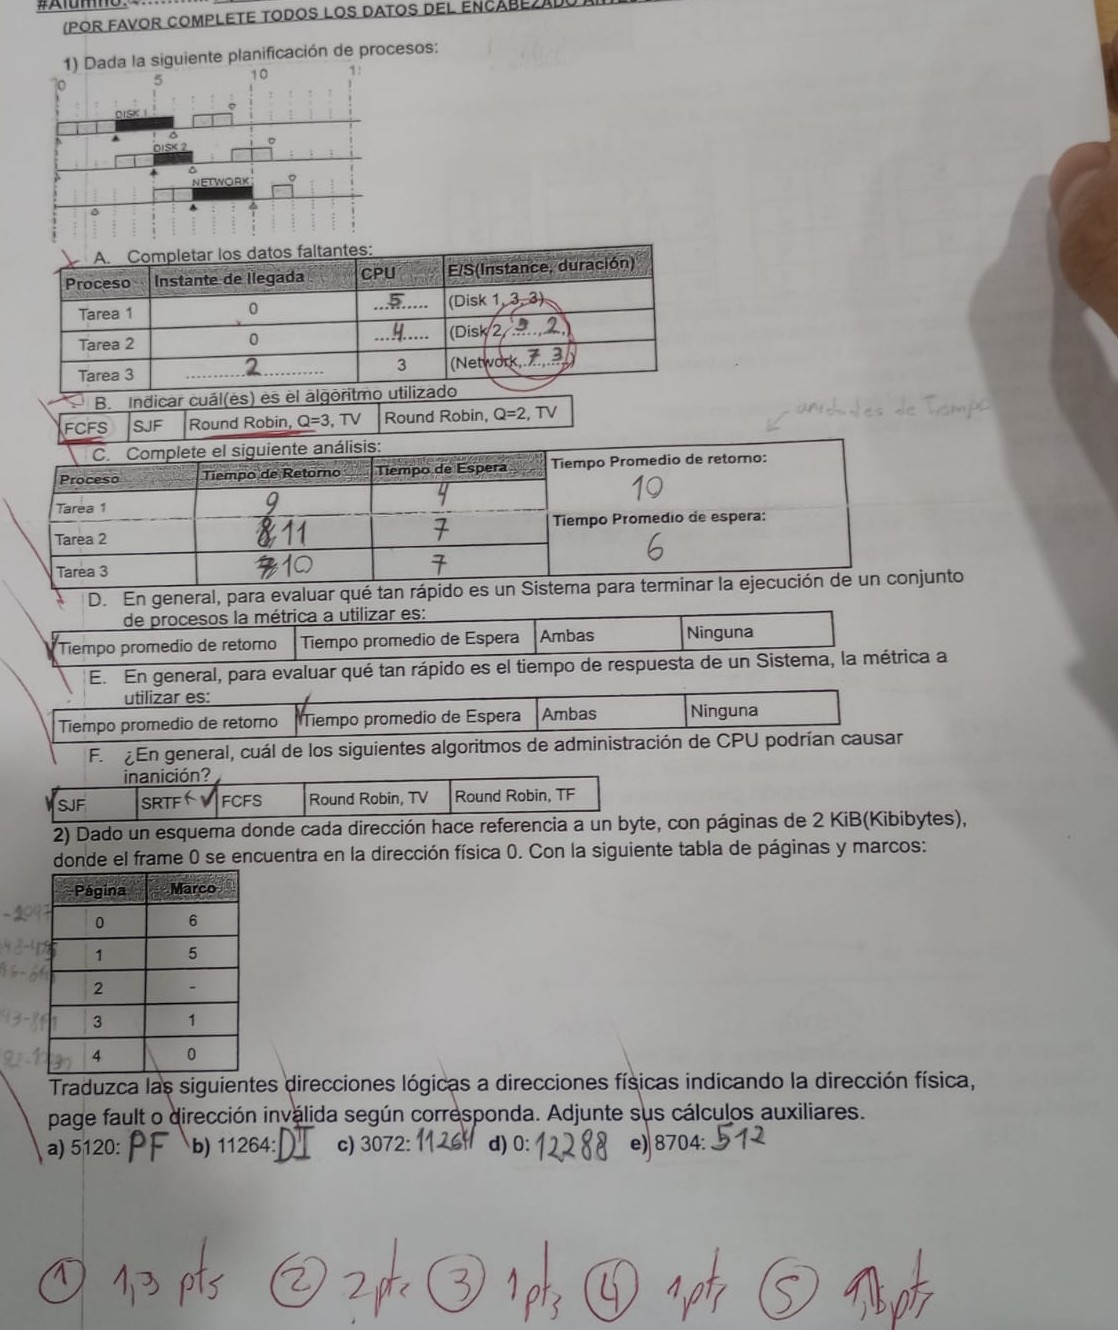 #Alumno:
(POR FAVOR COMPLETE TODOS LOS DATOS DEL ENCABEZADO
1) Dada la siguiente planificación de procesos:
0 5 10 1
DISK 1
DISK 2
NETWORK
A. Completar los datos faltantes:
Proceso Instante de llegada CPU E/S(Instance, duración)
Tarea 1 0 ...5...... (Disk 1, 3, 3)
Tarea 2 0 ....4..... (Disk 2, 3, 2,)
Tarea 3 2 3 (Network, 7, 3,)
B. Indicar cuál(es) es el algoritmo utilizado
FCFS SJF Round Robin, Q=3, TV Round Robin, Q=2, TV
unidades de Tiempo
C. Complete el siguiente análisis:
Proceso Tiempo de Retorno Tiempo de Espera Tiempo Promedio de retorno:
Tarea 1 9 4 10
Tarea 2 11 7 Tiempo Promedio de espera:
Tarea 3 10 7 6
D. En general, para evaluar qué tan rápido es un Sistema para terminar la ejecución de un conjunto
de procesos la métrica a utilizar es:
Tiempo promedio de retorno Tiempo promedio de Espera Ambas Ninguna
E. En general, para evaluar qué tan rápido es el tiempo de respuesta de un Sistema, la métrica a
utilizar es:
Tiempo promedio de retorno Tiempo promedio de Espera Ambas Ninguna
F. ¿En general, cuál de los siguientes algoritmos de administración de CPU podrían causar
inanición?
SJF SRTF FCFS Round Robin, TV Round Robin, TF
2) Dado un esquema donde cada dirección hace referencia a un byte, con páginas de 2 KiB(Kibibytes),
donde el frame 0 se encuentra en la dirección física 0. Con la siguiente tabla de páginas y marcos:
Página Marco
0 6
1 5
2 -
3 1
4 0
Traduzca las siguientes direcciones lógicas a direcciones físicas indicando la dirección física,
page fault o dirección inválida según corresponda. Adjunte sus cálculos auxiliares.
a) 5120: PF b) 11264: DI c) 3072: 11264 d) 0: 12288 e) 8704: 512
① 1,3 pts ② 2 pts ③ 1 pts ④ 1 pts ⑤